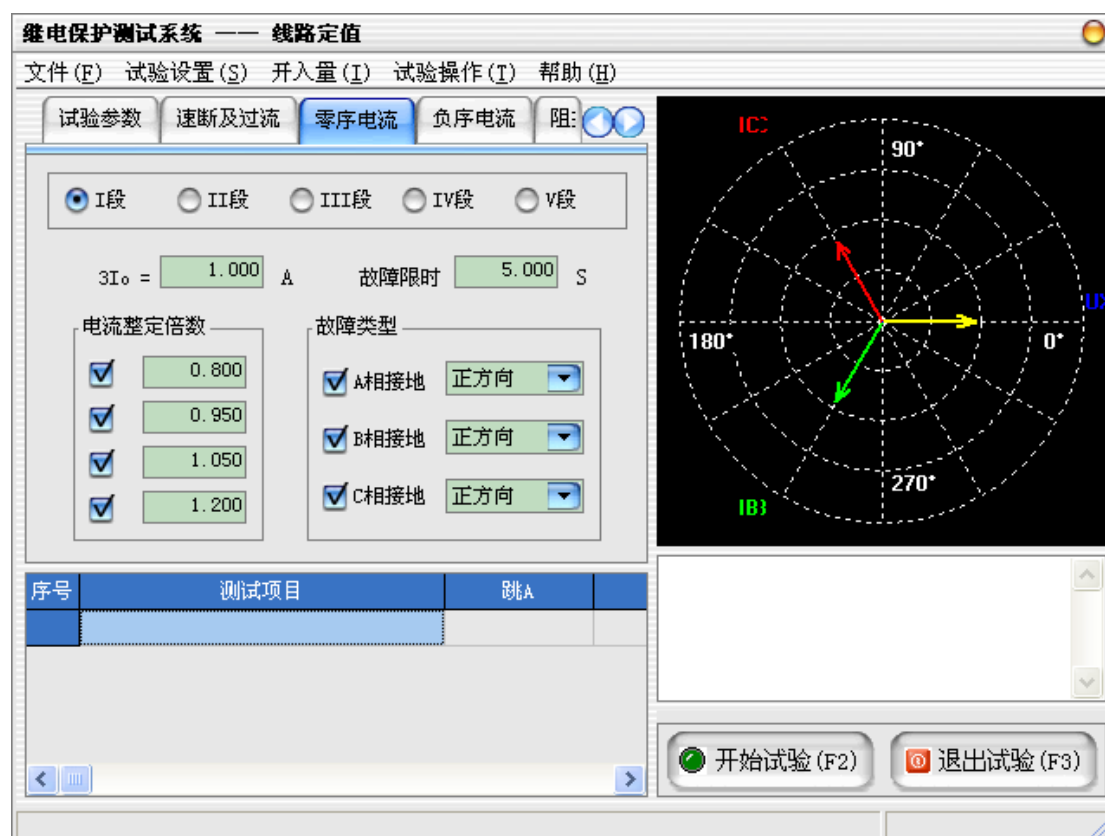 继电保护测试系统 —— 线路定值
文件(F) 试验设置(S) 开入量(I) 试验操作(T) 帮助(H)
试验参数 速断及过流 零序电流 负序电流
I段 II段 III段 IV段 V段
3I₀ = 1.000 A 故障限时 5.000 S
电流整定倍数
0.800
0.950
1.050
1.200
故障类型
A相接地 正方向
B相接地 正方向
C相接地 正方向
序号 测试项目 跳A
90°
180°
0°
270°
开始试验(F2) 退出试验(F3)